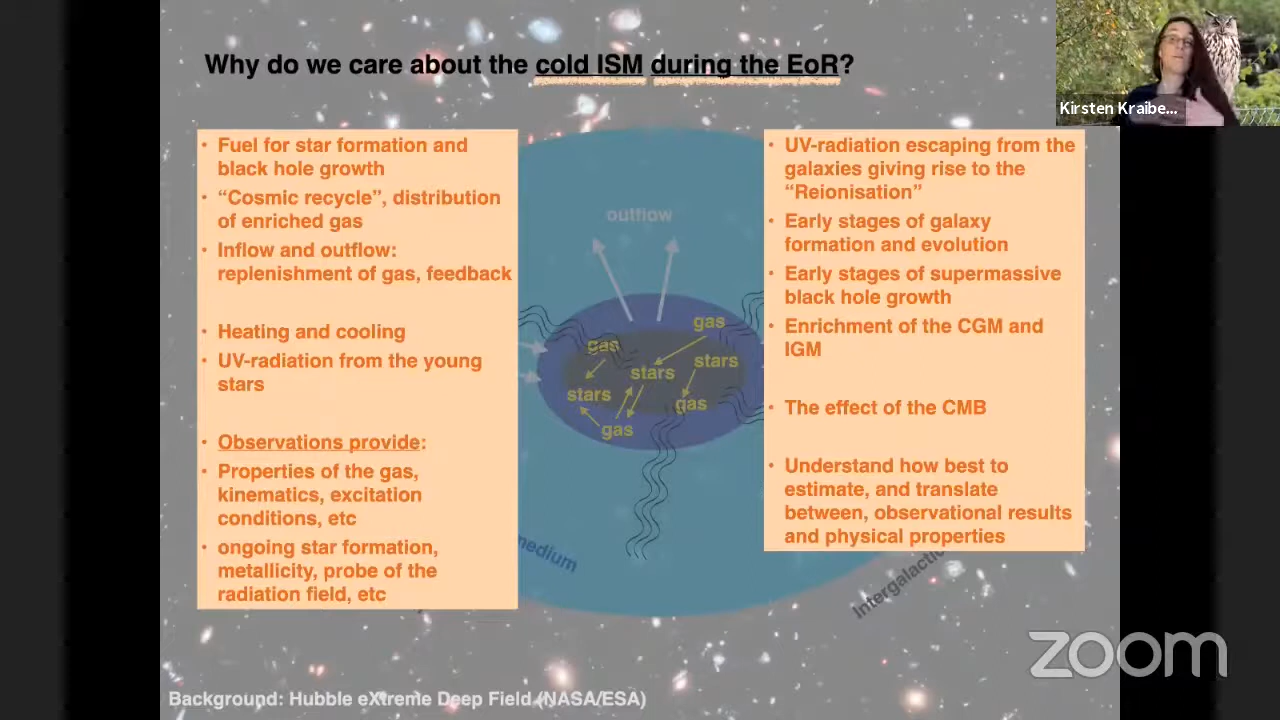 Why do we care about the cold ISM during the EoR?
Kirsten Kraibe...
• Fuel for star formation and
black hole growth
• “Cosmic recycle”, distribution
of enriched gas
• Inflow and outflow:
replenishment of gas, feedback
• Heating and cooling
• UV-radiation from the young
stars
• Observations provide:
• Properties of the gas,
kinematics, excitation
conditions, etc
• ongoing star formation,
metallicity, probe of the
radiation field, etc
outflow
gas
gas
stars
stars
stars
gas
gas
medium
Intergalactic
• UV-radiation escaping from the
galaxies giving rise to the
“Reionisation”
• Early stages of galaxy
formation and evolution
• Early stages of supermassive
black hole growth
• Enrichment of the CGM and
IGM
• The effect of the CMB
• Understand how best to
estimate, and translate
between, observational results
and physical properties
zoom
Background: Hubble eXtreme Deep Field (NASA/ESA)